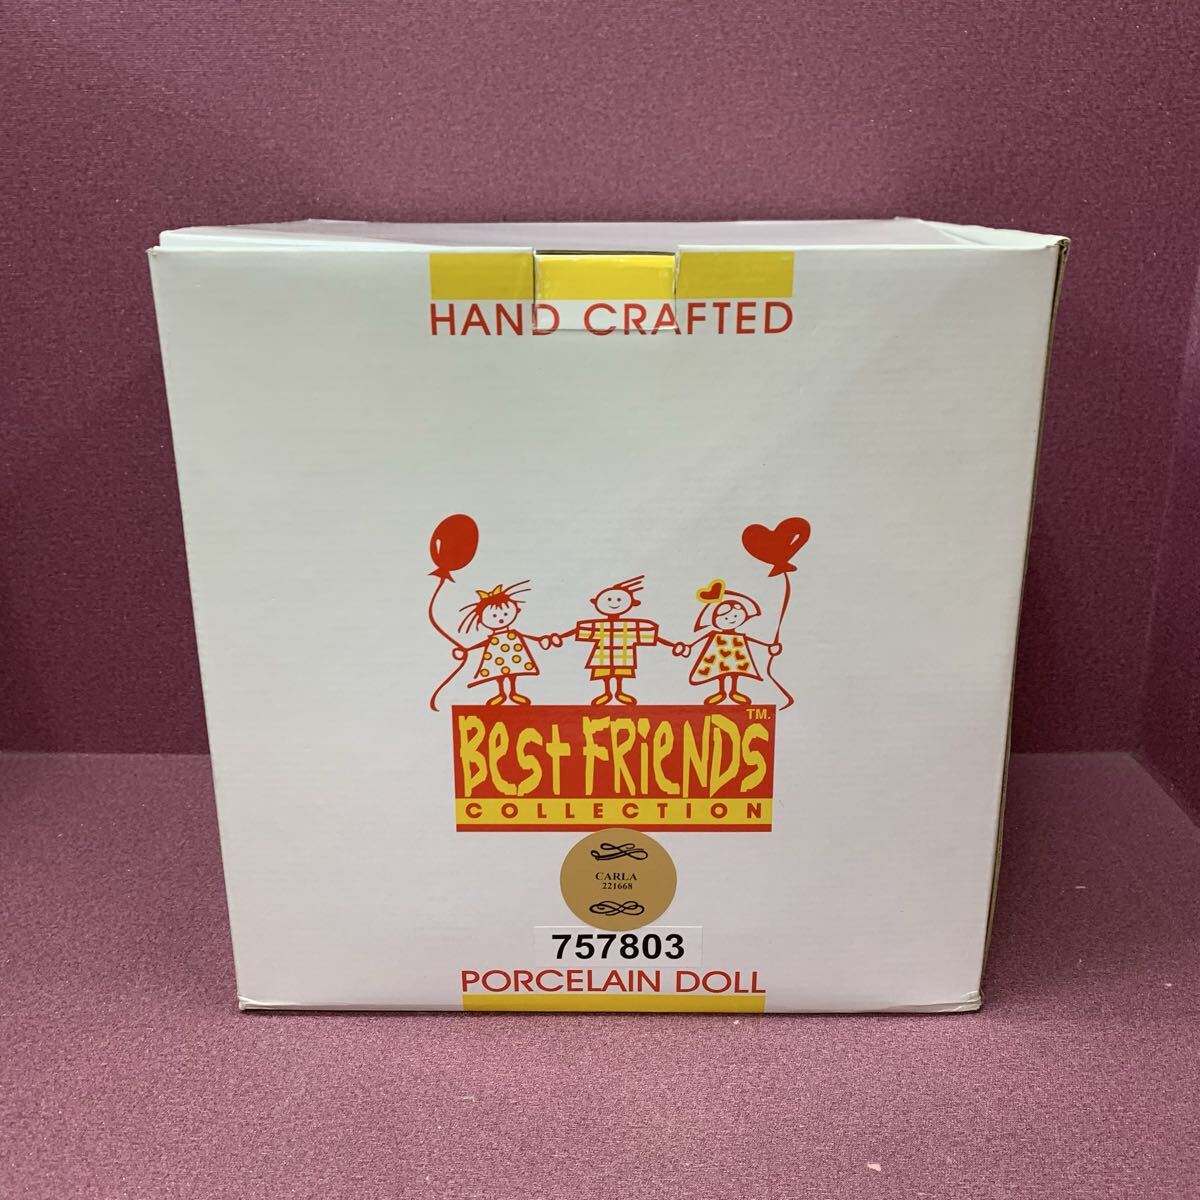 HAND CRAFTED
BEST FRIENDS TM.
COLLECTION
CARLA
221668
757803
PORCELAIN DOLL